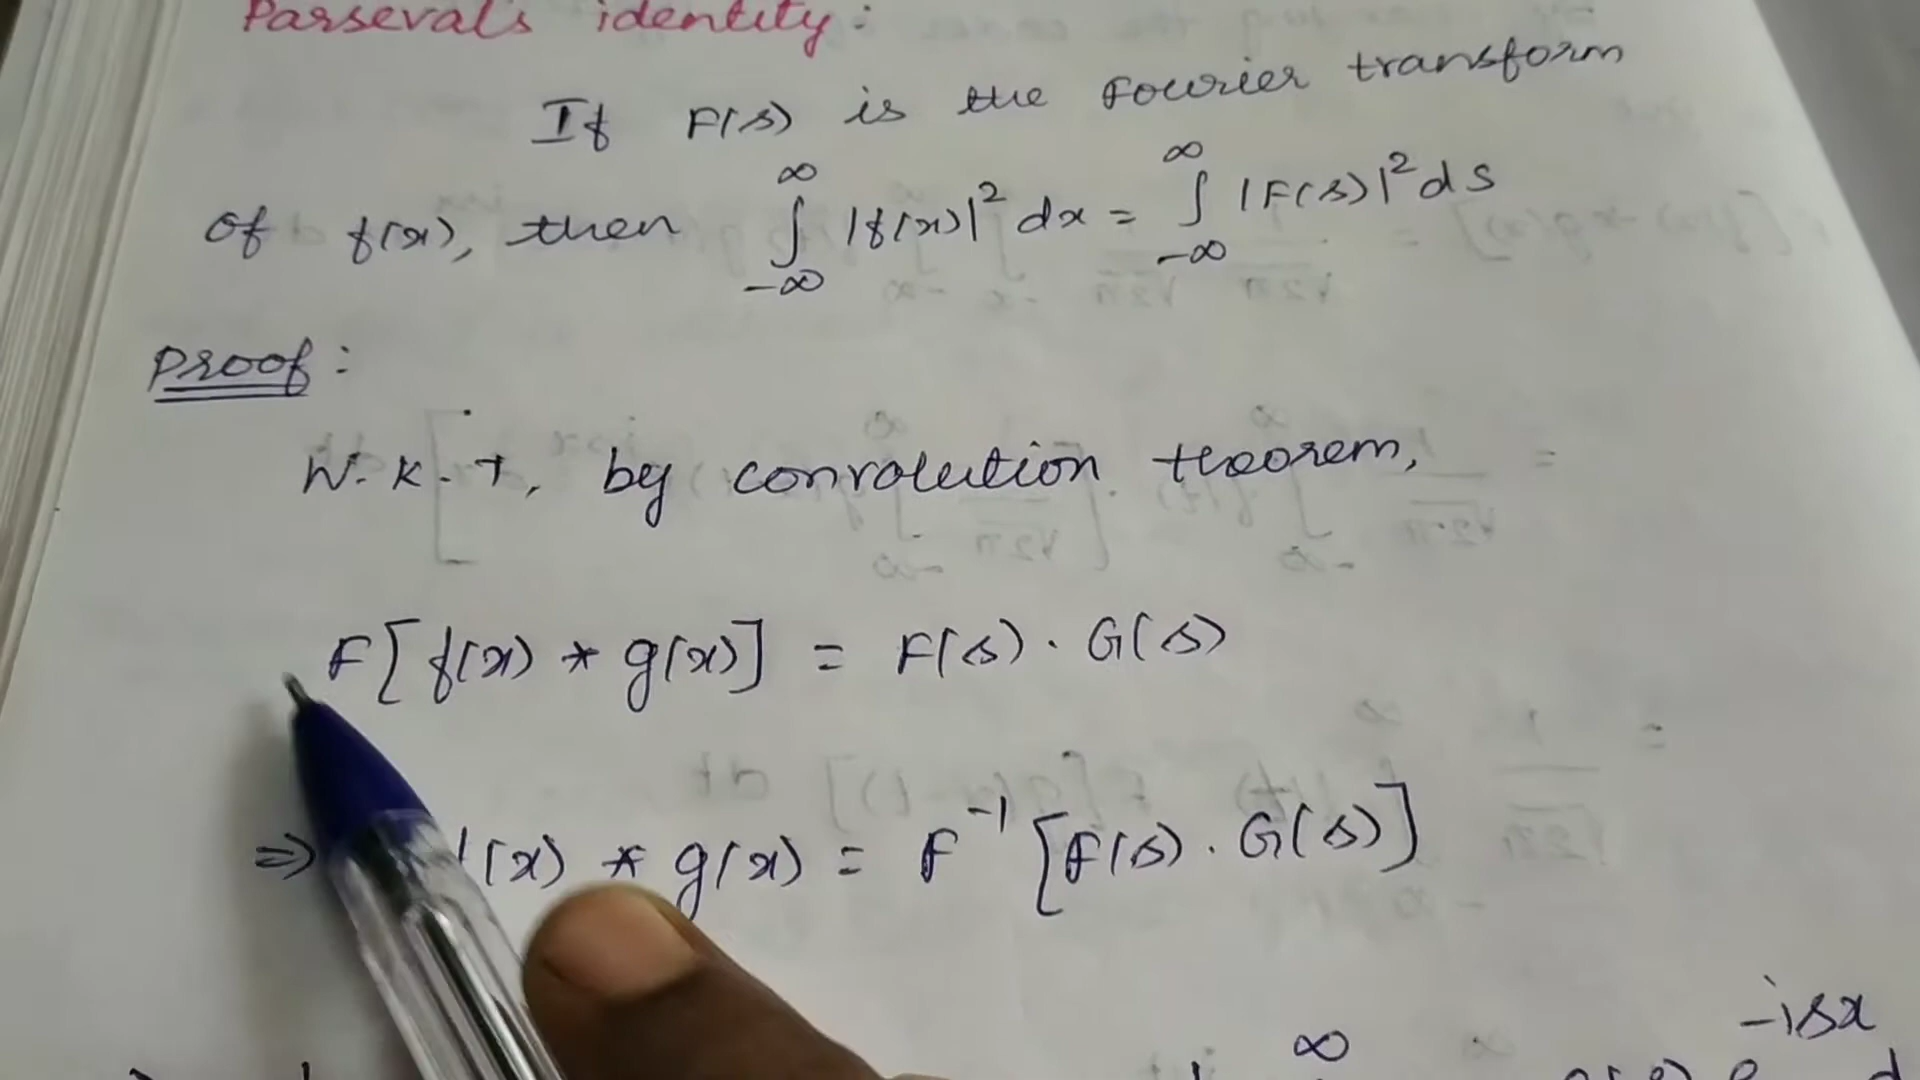 Parseval's identity:
If F(s) is the Fourier transform
of f(x), then ∫_{-∞}^{∞} |f(x)|² dx = ∫_{-∞}^{∞} |F(s)|² ds
Proof:
W.K.T, by convolution theorem,
F[f(x) * g(x)] = F(s) · G(s)
⇒ f(x) * g(x) = F⁻¹[F(s) · G(s)]
∞ -isx